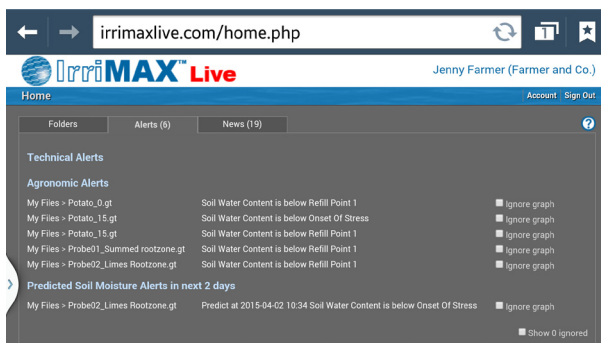 irrimaxlive.com/home.php
1
IrriMAX™ Live
Jenny Farmer (Farmer and Co.)
Home
Account Sign Out
Folders Alerts (6) News (19) ?
Technical Alerts
Agronomic Alerts
My Files > Potato_0.gt Soil Water Content is below Refill Point 1 Ignore graph
My Files > Potato_15.gt Soil Water Content is below Onset Of Stress Ignore graph
My Files > Potato_15.gt Soil Water Content is below Refill Point 1 Ignore graph
My Files > Probe01_Summed rootzone.gt Soil Water Content is below Refill Point 1 Ignore graph
My Files > Probe02_Limes Rootzone.gt Soil Water Content is below Refill Point 1 Ignore graph
Predicted Soil Moisture Alerts in next 2 days
My Files > Probe02_Limes Rootzone.gt Predict at 2015-04-02 10:34 Soil Water Content is below Onset Of Stress Ignore graph
Show 0 ignored